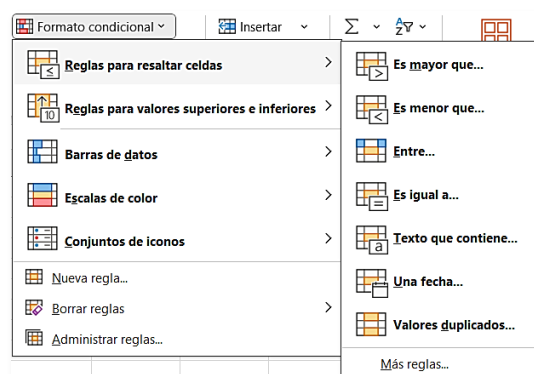 Formato condicional
Insertar
Reglas para resaltar celdas
Reglas para valores superiores e inferiores
Barras de datos
Escalas de color
Conjuntos de iconos
Nueva regla...
Borrar reglas
Administrar reglas...
Es mayor que...
Es menor que...
Entre...
Es igual a...
Texto que contiene...
Una fecha...
Valores duplicados...
Más reglas...